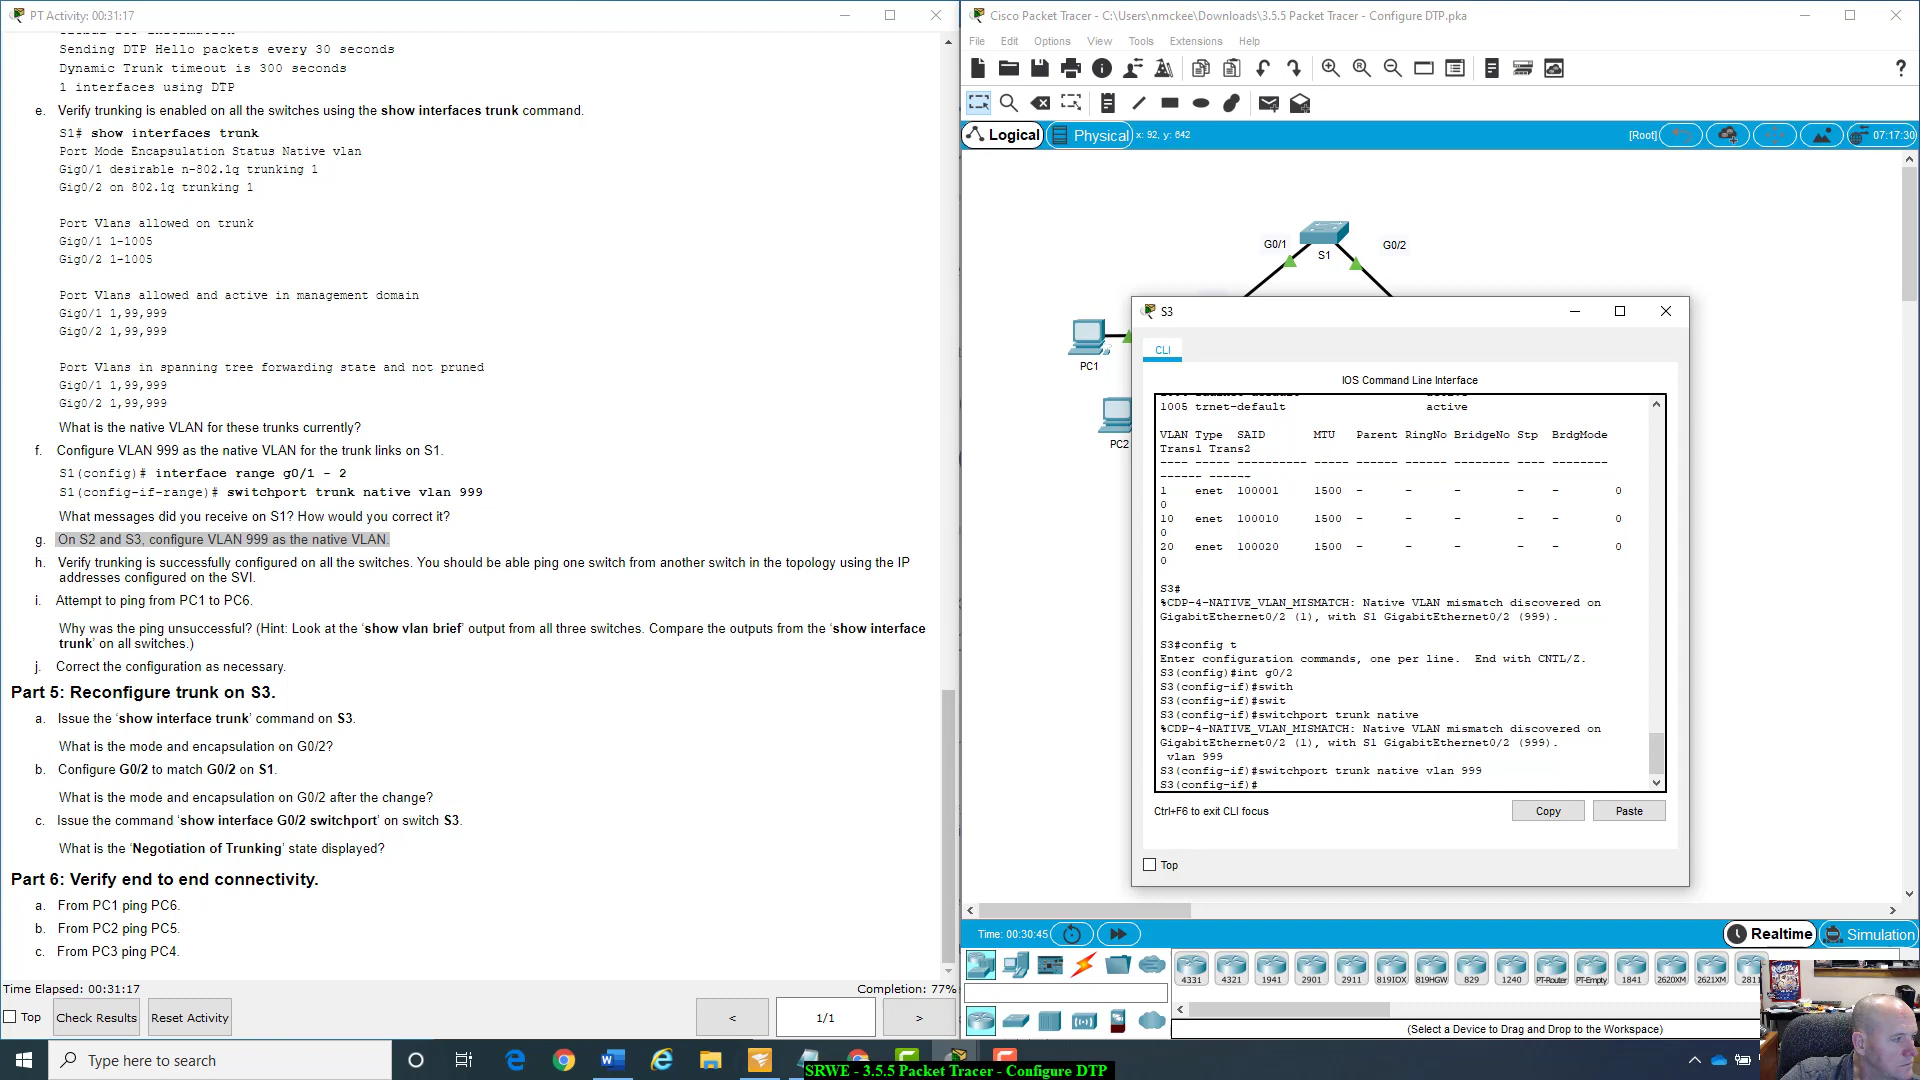 PT Activity: 00:31:17
Sending DTP Hello packets every 30 seconds
Dynamic Trunk timeout is 300 seconds
1 interfaces using DTP
e. Verify trunking is enabled on all the switches using the show interfaces trunk command.
S1# show interfaces trunk
Port Mode Encapsulation Status Native vlan
Gig0/1 desirable n-802.1q trunking 1
Gig0/2 on 802.1q trunking 1
Port Vlans allowed on trunk
Gig0/1 1-1005
Gig0/2 1-1005
Port Vlans allowed and active in management domain
Gig0/1 1,99,999
Gig0/2 1,99,999
Port Vlans in spanning tree forwarding state and not pruned
Gig0/1 1,99,999
Gig0/2 1,99,999
What is the native VLAN for these trunks currently?
f. Configure VLAN 999 as the native VLAN for the trunk links on S1.
S1(config)# interface range g0/1 - 2
S1(config-if-range)# switchport trunk native vlan 999
What messages did you receive on S1? How would you correct it?
g. On S2 and S3, configure VLAN 999 as the native VLAN.
h. Verify trunking is successfully configured on all the switches. You should be able ping one switch from another switch in the topology using the IP
addresses configured on the SVI.
i. Attempt to ping from PC1 to PC6.
Why was the ping unsuccessful? (Hint: Look at the ‘show vlan brief’ output from all three switches. Compare the outputs from the ‘show interface
trunk’ on all switches.)
j. Correct the configuration as necessary.
Part 5: Reconfigure trunk on S3.
a. Issue the ‘show interface trunk’ command on S3.
What is the mode and encapsulation on G0/2?
b. Configure G0/2 to match G0/2 on S1.
What is the mode and encapsulation on G0/2 after the change?
c. Issue the command ‘show interface G0/2 switchport’ on switch S3.
What is the ‘Negotiation of Trunking’ state displayed?
Part 6: Verify end to end connectivity.
a. From PC1 ping PC6.
b. From PC2 ping PC5.
c. From PC3 ping PC4.
Time Elapsed: 00:31:17 Completion: 77%
Top Check Results Reset Activity < 1/1 >
Cisco Packet Tracer - C:\Users\nmckee\Downloads\3.5.5 Packet Tracer - Configure DTP.pka
File Edit Options View Tools Extensions Help
?
Logical Physical x: 92, y: 642 [Root] 07:17:30
G0/1 G0/2
S1
PC1
PC2
S3
CLI
IOS Command Line Interface
1005 trnet-default active
VLAN Type SAID MTU Parent RingNo BridgeNo Stp BrdgMode
Trans1 Trans2
---- ----- ---------- ----- ------ ------ -------- ---- --------
------ ------
1 enet 100001 1500 - - - - - 0
0
10 enet 100010 1500 - - - - - 0
0
20 enet 100020 1500 - - - - - 0
0
S3#
%CDP-4-NATIVE_VLAN_MISMATCH: Native VLAN mismatch discovered on
GigabitEthernet0/2 (1), with S1 GigabitEthernet0/2 (999).
S3#config t
Enter configuration commands, one per line. End with CNTL/Z.
S3(config)#int g0/2
S3(config-if)#swith
S3(config-if)#swit
S3(config-if)#switchport trunk native
%CDP-4-NATIVE_VLAN_MISMATCH: Native VLAN mismatch discovered on
GigabitEthernet0/2 (1), with S1 GigabitEthernet0/2 (999).
vlan 999
S3(config-if)#switchport trunk native vlan 999
S3(config-if)#
Ctrl+F6 to exit CLI focus Copy Paste
Top
Time: 00:30:45 Realtime Simulation
4331 4321 1941 2901 2911 819IOX 819HGW 829 1240 PT-Router PT-Empty 1841 2620XM 2621XM 2811
(Select a Device to Drag and Drop to the Workspace)
Type here to search
SRWE - 3.5.5 Packet Tracer - Configure DTP